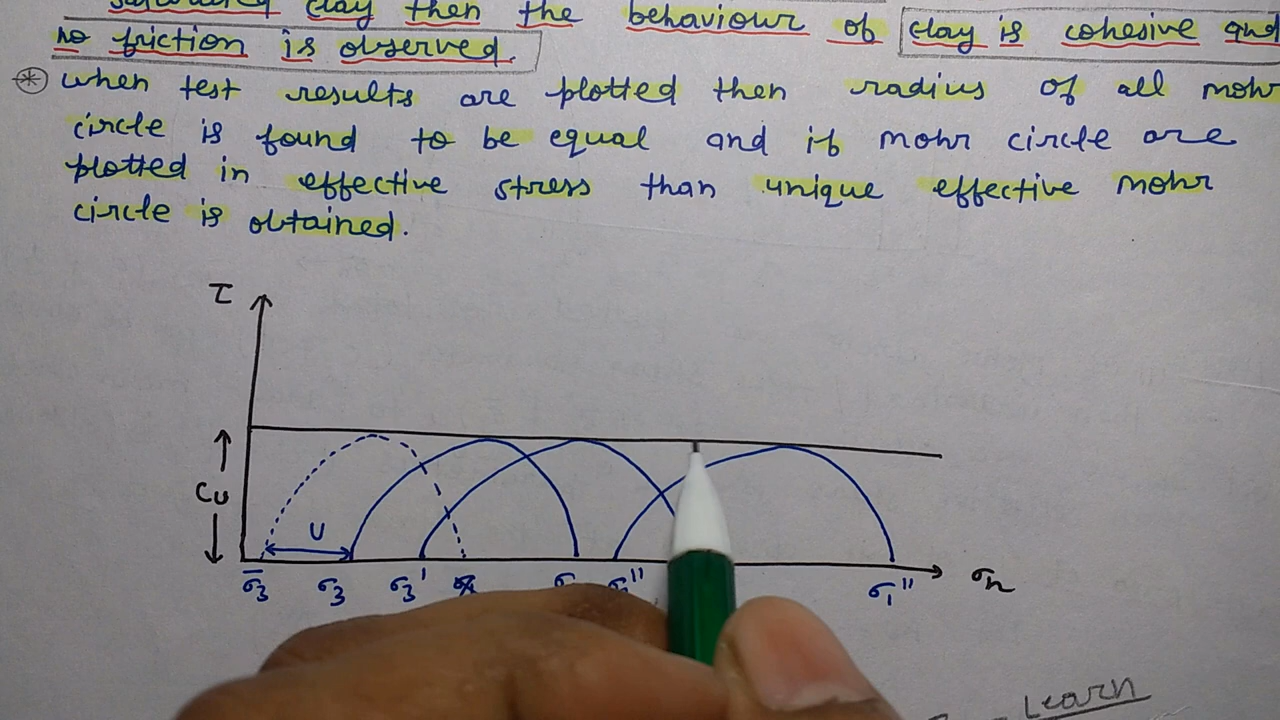 saturated clay then the behaviour of clay is cohesive and
no friction is observed.
* when test results are plotted then radius of all mohr
circle is found to be equal and if mohr circle are
plotted in effective stress than unique effective mohr
circle is obtained.
τ
Cu
U
σ̅3 σ3 σ3' σ1''
σn
Learn